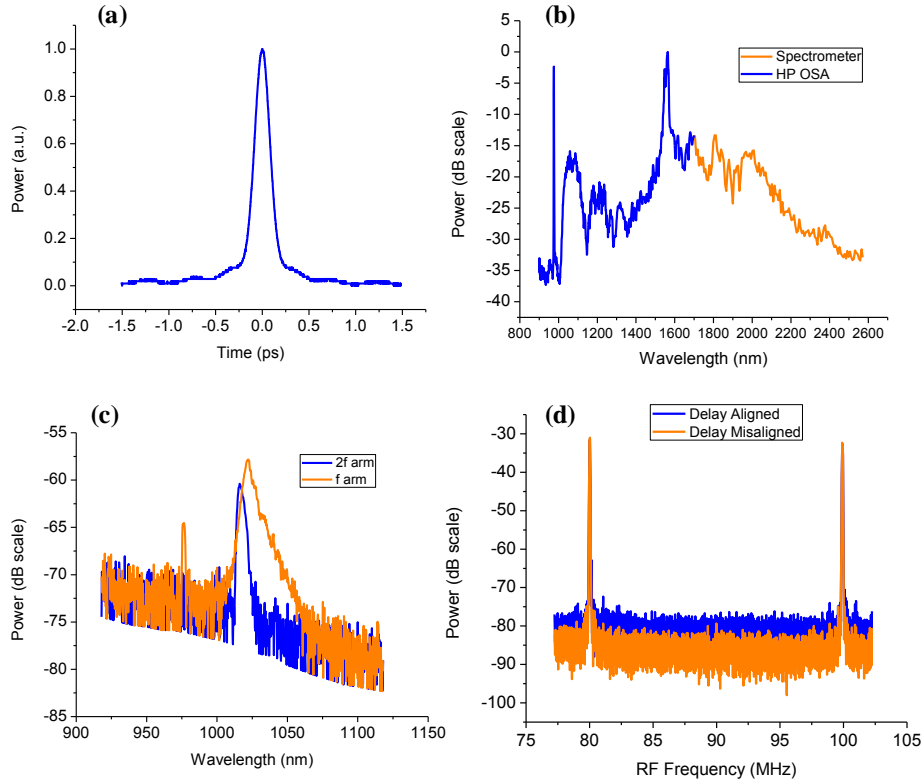 (a)
1.0
0.8
0.6
0.4
0.2
0.0
Power (a.u.)
-2.0 -1.5 -1.0 -0.5 0.0 0.5 1.0 1.5 2.0
Time (ps)
(b)
5
0
-5
-10
-15
-20
-25
-30
-35
-40
Power (dB scale)
Spectrometer
HP OSA
800 1000 1200 1400 1600 1800 2000 2200 2400 2600
Wavelength (nm)
(c)
-55
-60
-65
-70
-75
-80
-85
Power (dB scale)
2f arm
f arm
900 950 1000 1050 1100 1150
Wavelength (nm)
(d)
-30
-40
-50
-60
-70
-80
-90
-100
Power (dB scale)
Delay Aligned
Delay Misaligned
75 80 85 90 95 100 105
RF Frequency (MHz)